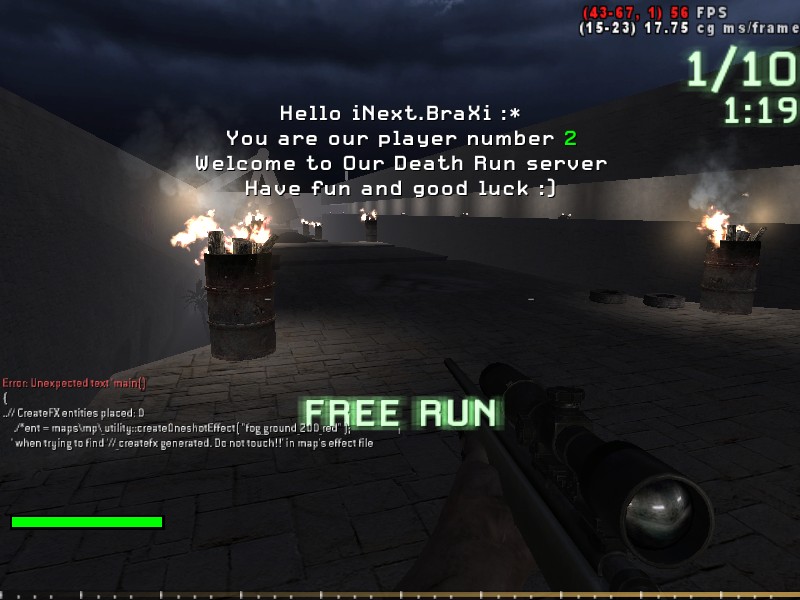 (43-67, 1) 56 FPS
(15-23) 17.75 cg ms/frame
1/10
1:19
Hello iNext.BraXi :*
You are our player number 2
Welcome to Our Death Run server
Have fun and good luck :)
Error: Unexpected text 'main()
{
..// CreateFX entities placed: 0
./*ent = maps\mp\_utility::createOneshotEffect( "fog_ground_200_red" );
' when trying to find '//_createfx generated. Do not touch!!' in map's effect file
FREE RUN